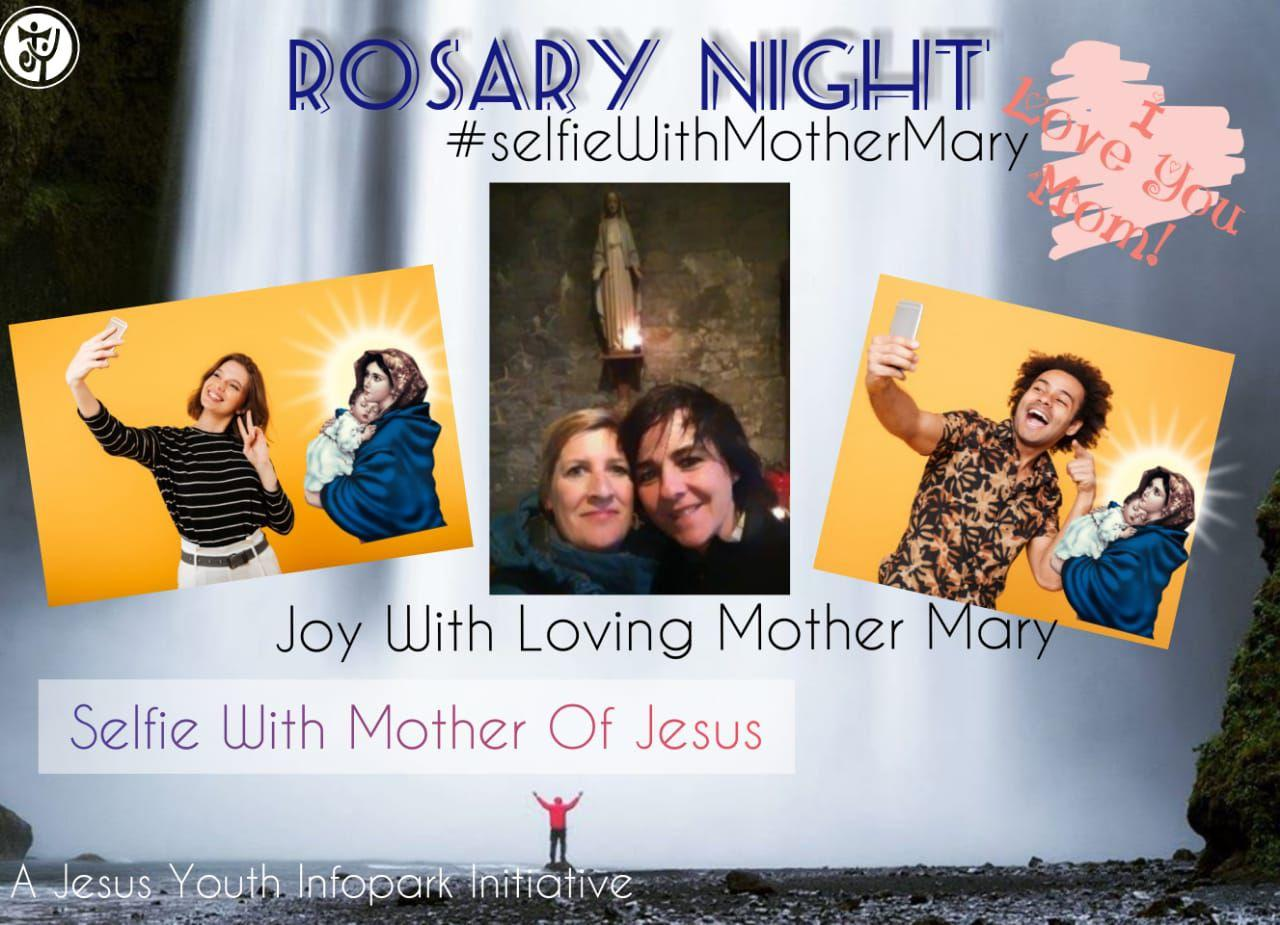 ROSARY NIGHT
#selfieWithMotherMary
I
Love You
Mom!
Joy With Loving Mother Mary
Selfie With Mother Of Jesus
A Jesus Youth Infopark Initiative